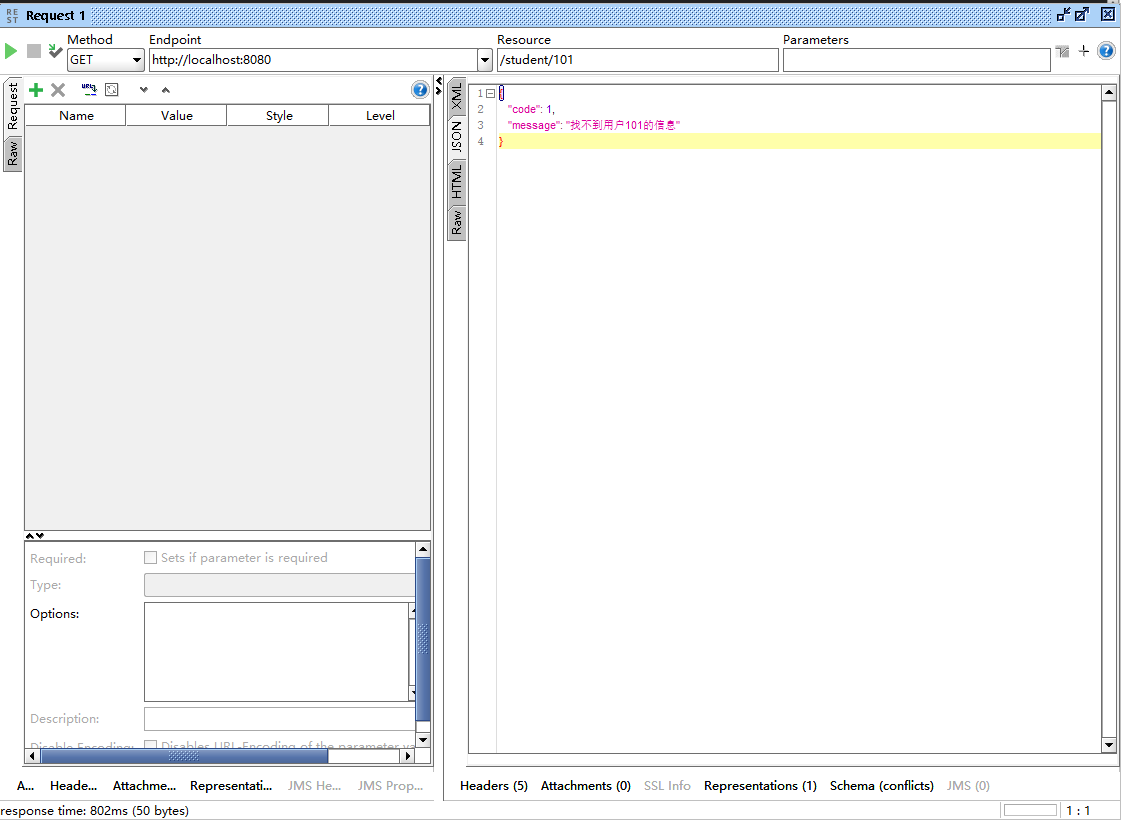 REST Request 1
Method Endpoint Resource Parameters
GET http://localhost:8080 /student/101
Request
Raw
Name Value Style Level
Required: Sets if parameter is required
Type:
Options:
Description:
Disable Encoding: Disables URL-Encoding of the parameter va
A... Heade... Attachme... Representati... JMS He... JMS Prop...
XML
JSON
HTML
Raw
1 {
2 "code": 1,
3 "message": "找不到用户101的信息"
4 }
Headers (5) Attachments (0) SSL Info Representations (1) Schema (conflicts) JMS (0)
response time: 802ms (50 bytes)
1 : 1